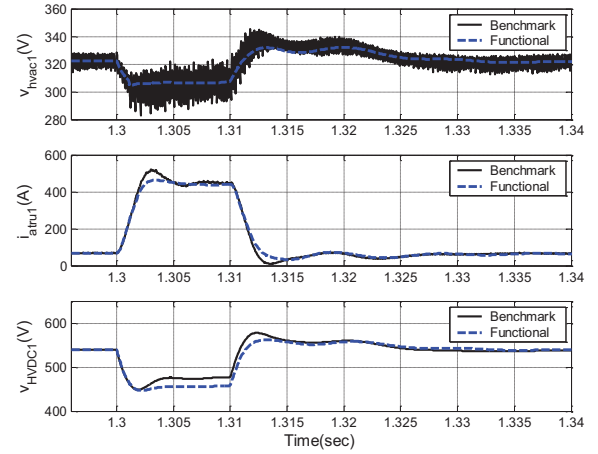 360
340
320
300
280
v_hvac1(V)
Benchmark
Functional
1.3 1.305 1.31 1.315 1.32 1.325 1.33 1.335 1.34
600
400
200
0
i_atru1(A)
Benchmark
Functional
1.3 1.305 1.31 1.315 1.32 1.325 1.33 1.335 1.34
600
500
400
v_HVDC1(V)
Benchmark
Functional
1.3 1.305 1.31 1.315 1.32 1.325 1.33 1.335 1.34
Time(sec)